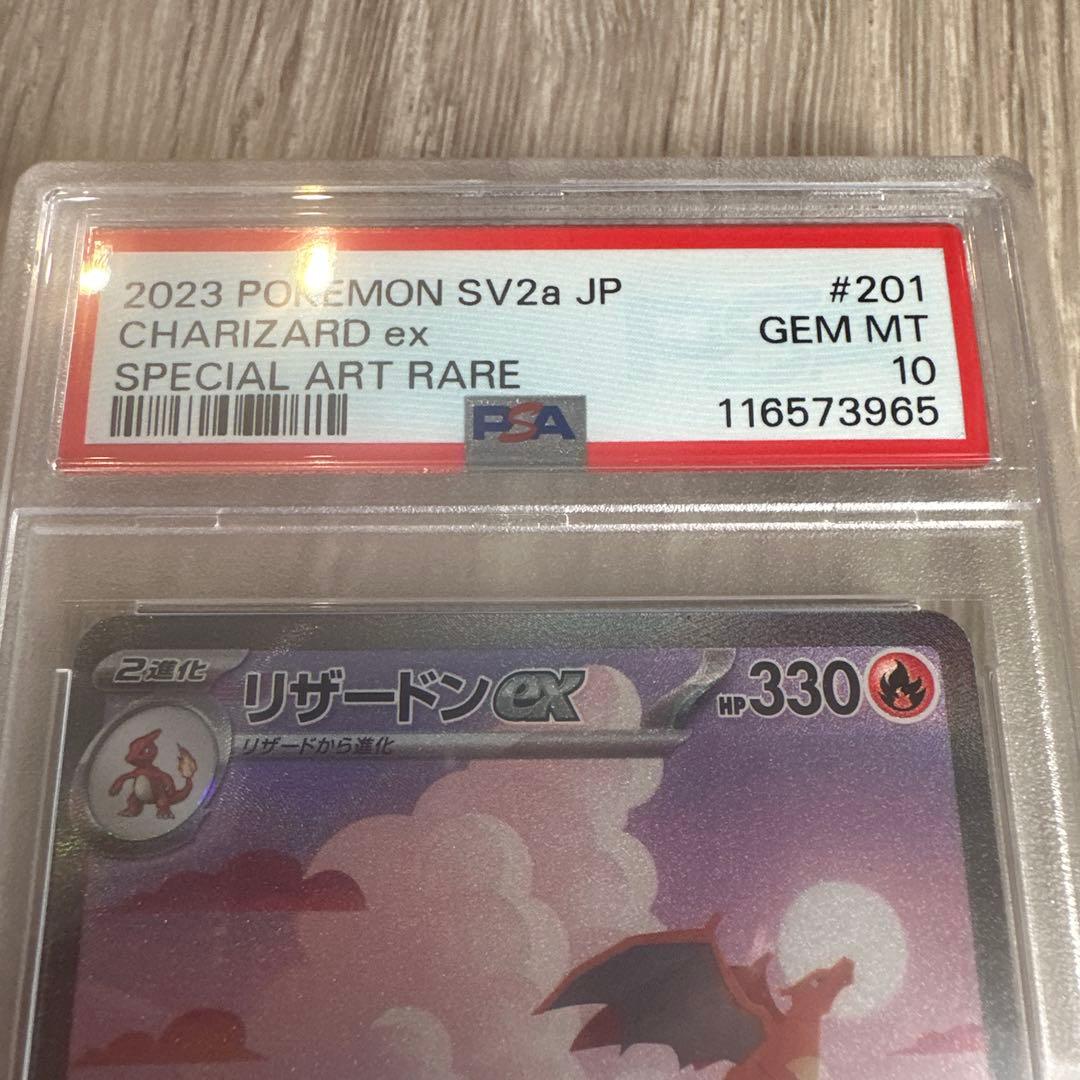 2023 POKEMON SV2a JP #201
CHARIZARD ex GEM MT
SPECIAL ART RARE 10
PSA 116573965
2進化 リザードンex HP330
リザードから進化